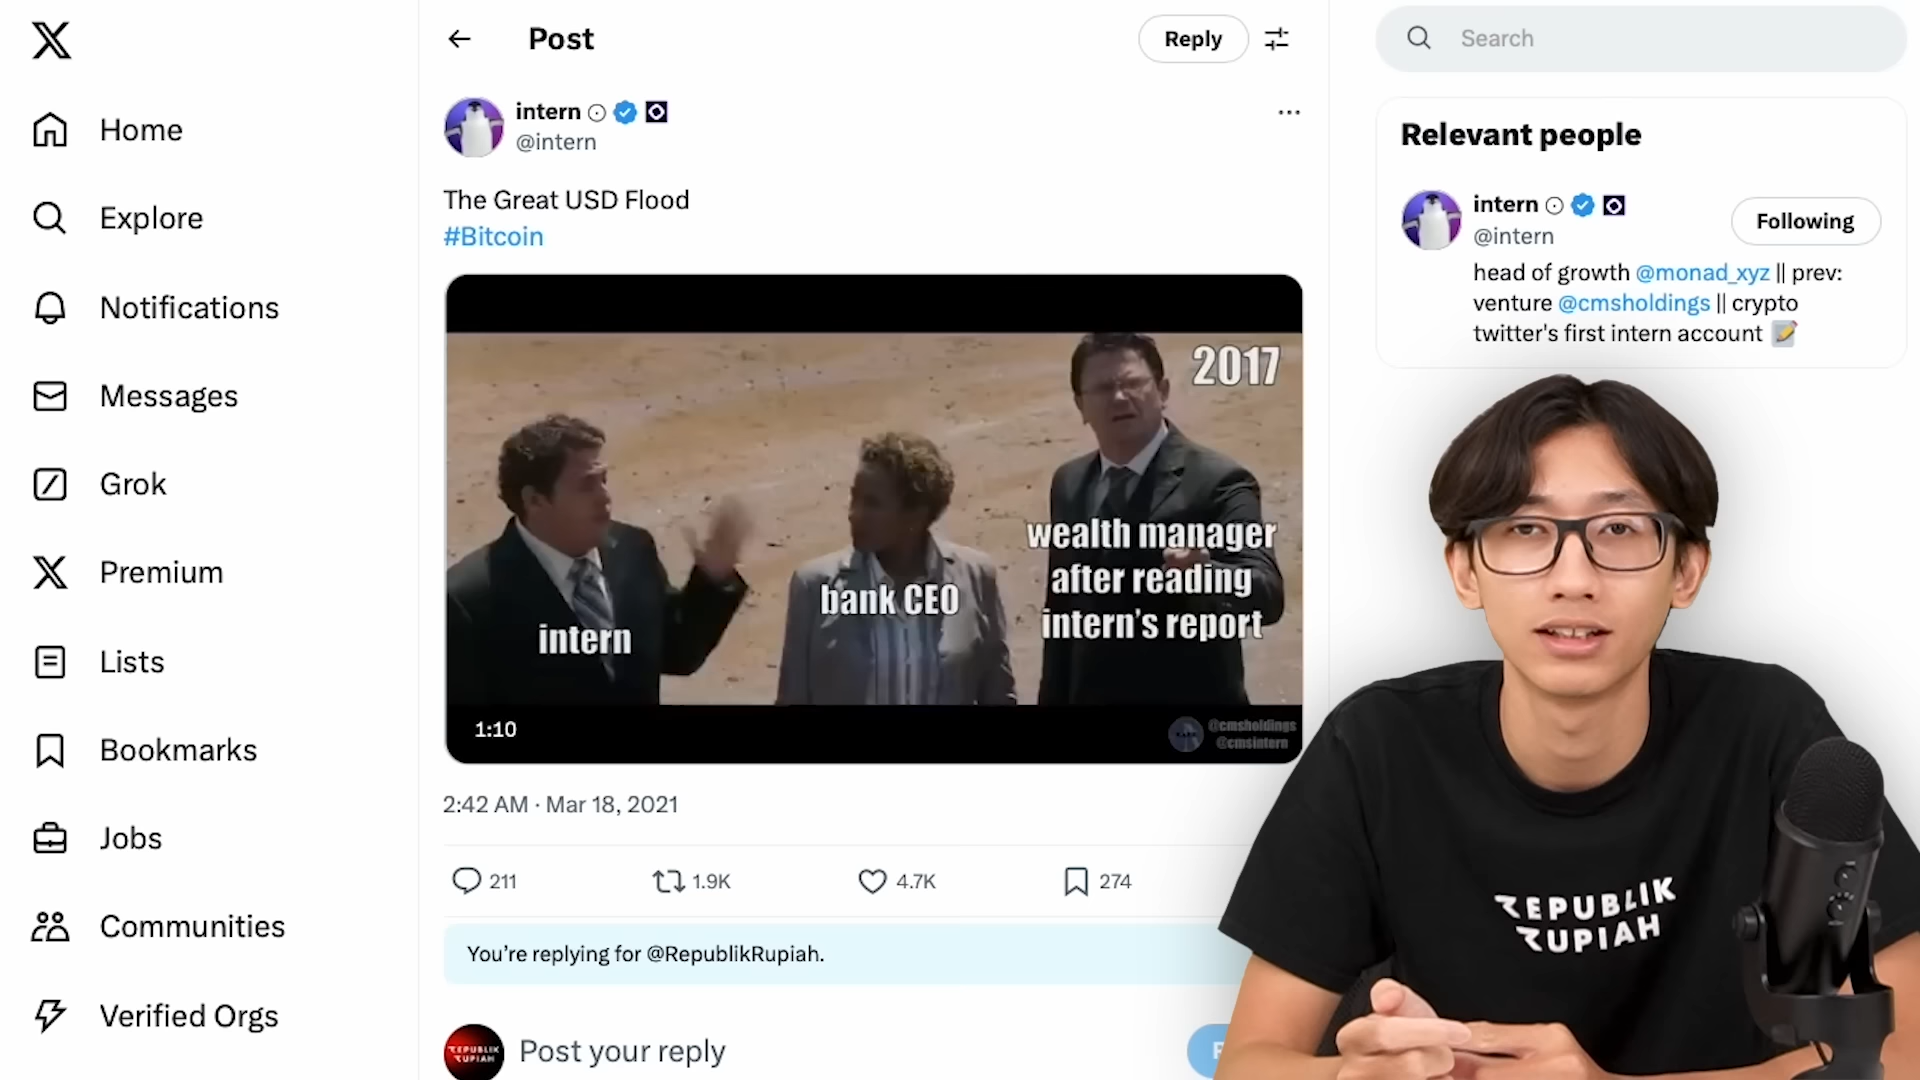 Home
Explore
Notifications
Messages
Grok
Premium
Lists
Bookmarks
Jobs
Communities
Verified Orgs
Post
Reply
intern
@intern
The Great USD Flood
#Bitcoin
2017
intern
bank CEO
wealth manager
after reading
intern's report
1:10
@cmsholdings
@cmsintern
2:42 AM · Mar 18, 2021
211
1.9K
4.7K
274
You're replying for @RepublikRupiah.
REPUBLIK
RUPIAH
Post your reply
Search
Relevant people
intern
@intern
Following
head of growth @monad_xyz || prev:
venture @cmsholdings || crypto
twitter's first intern account
REPUBLIK
RUPIAH